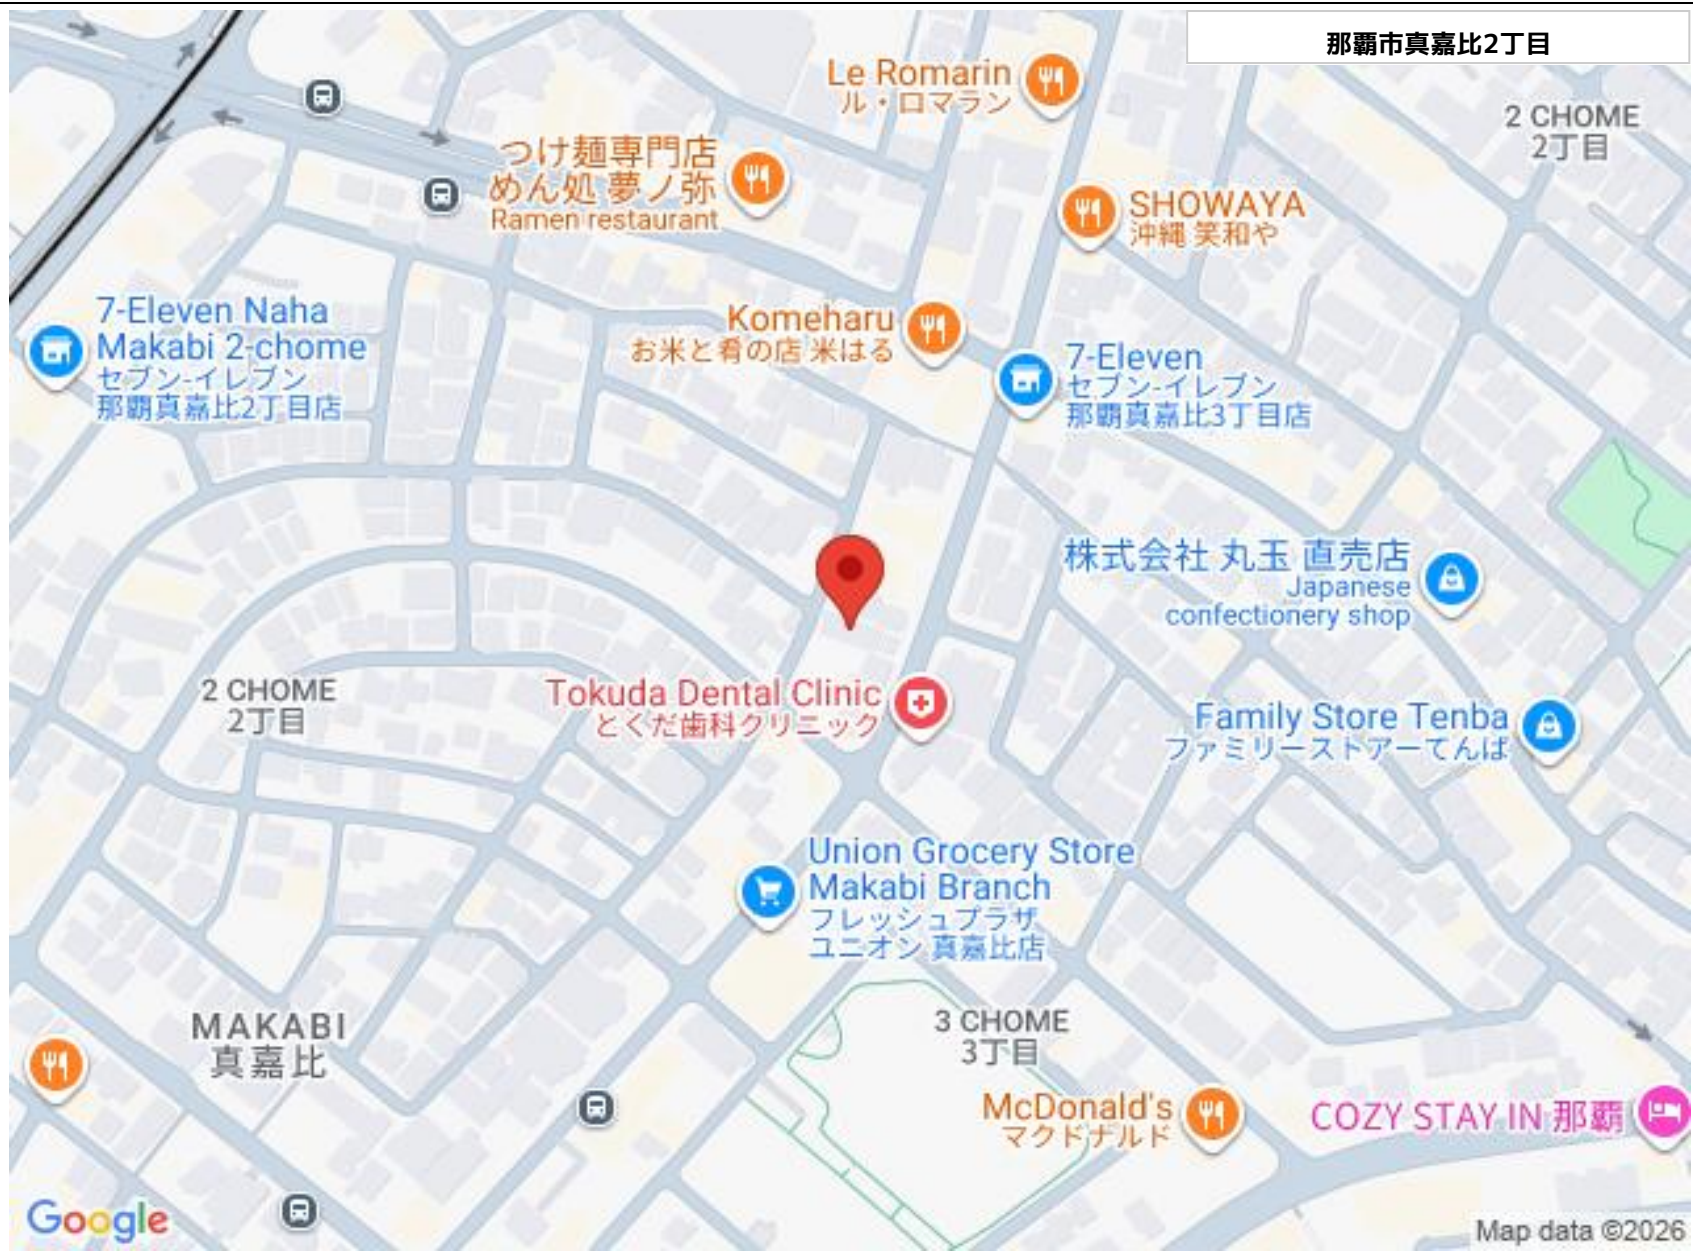 那覇市真嘉比2丁目
Le Romarin
ル・ロマラン
2 CHOME
2丁目
つけ麺専門店
めん処 夢ノ弥
Ramen restaurant
SHOWAYA
沖縄 笑和や
7-Eleven Naha
Makabi 2-chome
セブン-イレブン
那覇真嘉比2丁目店
Komeharu
お米と肴の店 米はる
7-Eleven
セブン-イレブン
那覇真嘉比3丁目店
株式会社 丸玉 直売店
Japanese
confectionery shop
2 CHOME
2丁目
Tokuda Dental Clinic
とくだ歯科クリニック
Family Store Tenba
ファミリーストアーてんば
Union Grocery Store
Makabi Branch
フレッシュプラザ
ユニオン 真嘉比店
MAKABI
真嘉比
3 CHOME
3丁目
McDonald's
マクドナルド
COZY STAY IN 那覇
Google
Map data ©2026